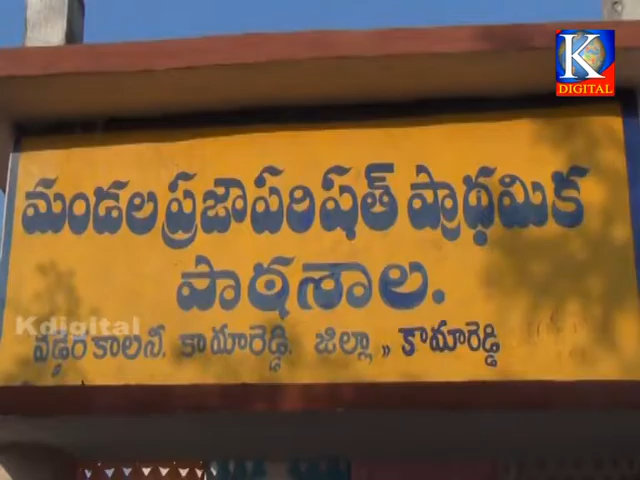 K
DIGITAL
మండల ప్రజాపరిషత్ ప్రాథమిక
పాఠశాల.
Kdigital
వడ్డెర కాలని. కామారెడ్డి. జిల్లా ,, కామారెడ్డి